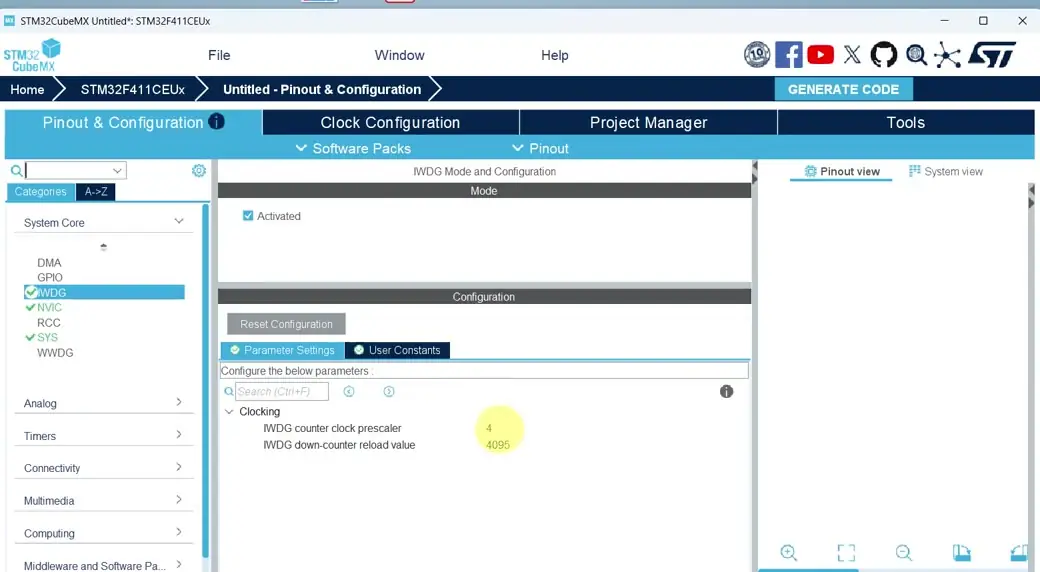 MX STM32CubeMX Untitled*: STM32F411CEUx
STM32
CubeMX
File
Window
Help
10
Home
STM32F411CEUx
Untitled - Pinout & Configuration
GENERATE CODE
Pinout & Configuration
Clock Configuration
Project Manager
Tools
Software Packs
Pinout
Categories
A->Z
System Core
DMA
GPIO
IWDG
NVIC
RCC
SYS
WWDG
Analog
Timers
Connectivity
Multimedia
Computing
Middleware and Software Pa...
IWDG Mode and Configuration
Mode
Activated
Configuration
Reset Configuration
Parameter Settings
User Constants
Configure the below parameters :
Search (Ctrl+F)
Clocking
IWDG counter clock prescaler 4
IWDG down-counter reload value 4095
Pinout view
System view